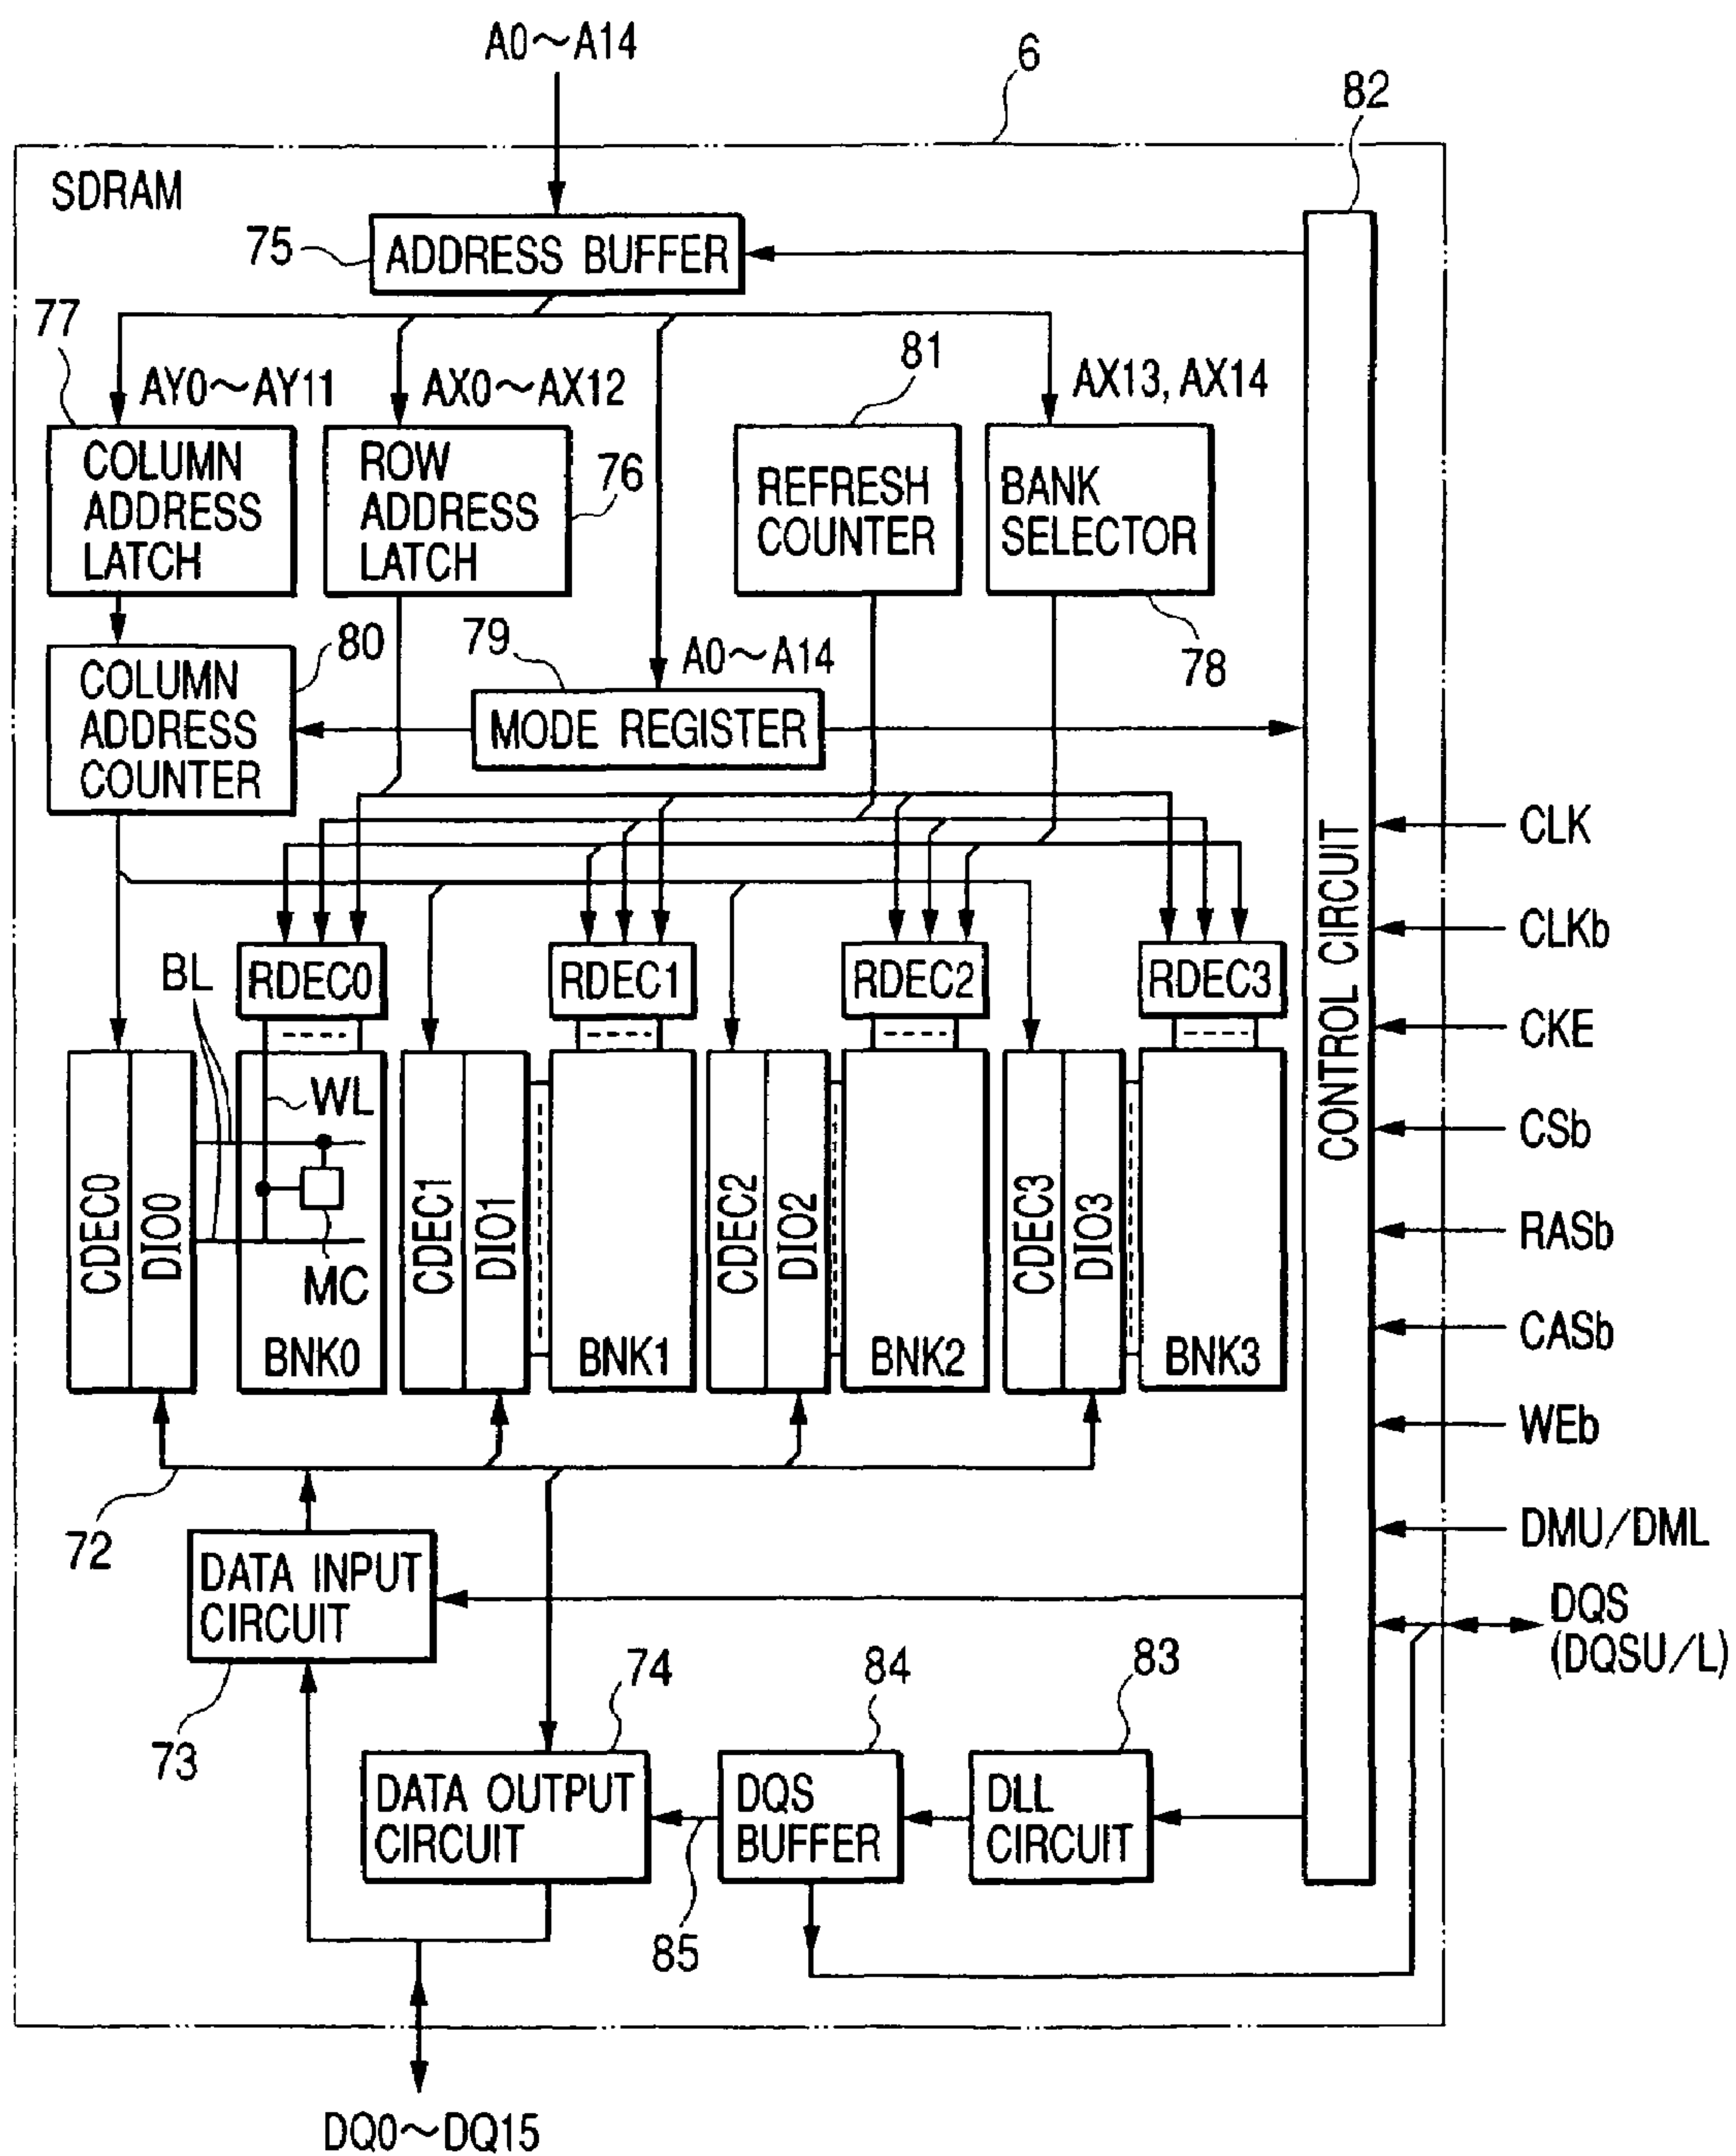 A0～A14
6
82
SDRAM
75
ADDRESS BUFFER
77
81
AY0～AY11
AX0～AX12
AX13, AX14
COLUMN
ADDRESS
LATCH
ROW
ADDRESS
LATCH
76
REFRESH
COUNTER
BANK
SELECTOR
80
79
A0～A14
78
COLUMN
ADDRESS
COUNTER
MODE REGISTER
CONTROL CIRCUIT
CLK
CLKb
CKE
CSb
RASb
CASb
WEb
DMU/DML
DQS
(DQSU/L)
BL
RDEC0
RDEC1
RDEC2
RDEC3
WL
MC
CDEC0
DIO0
BNK0
CDEC1
DIO1
BNK1
CDEC2
DIO2
BNK2
CDEC3
DIO3
BNK3
72
DATA INPUT
CIRCUIT
73
74
84
83
DATA OUTPUT
CIRCUIT
DQS
BUFFER
DLL
CIRCUIT
85
DQ0～DQ15